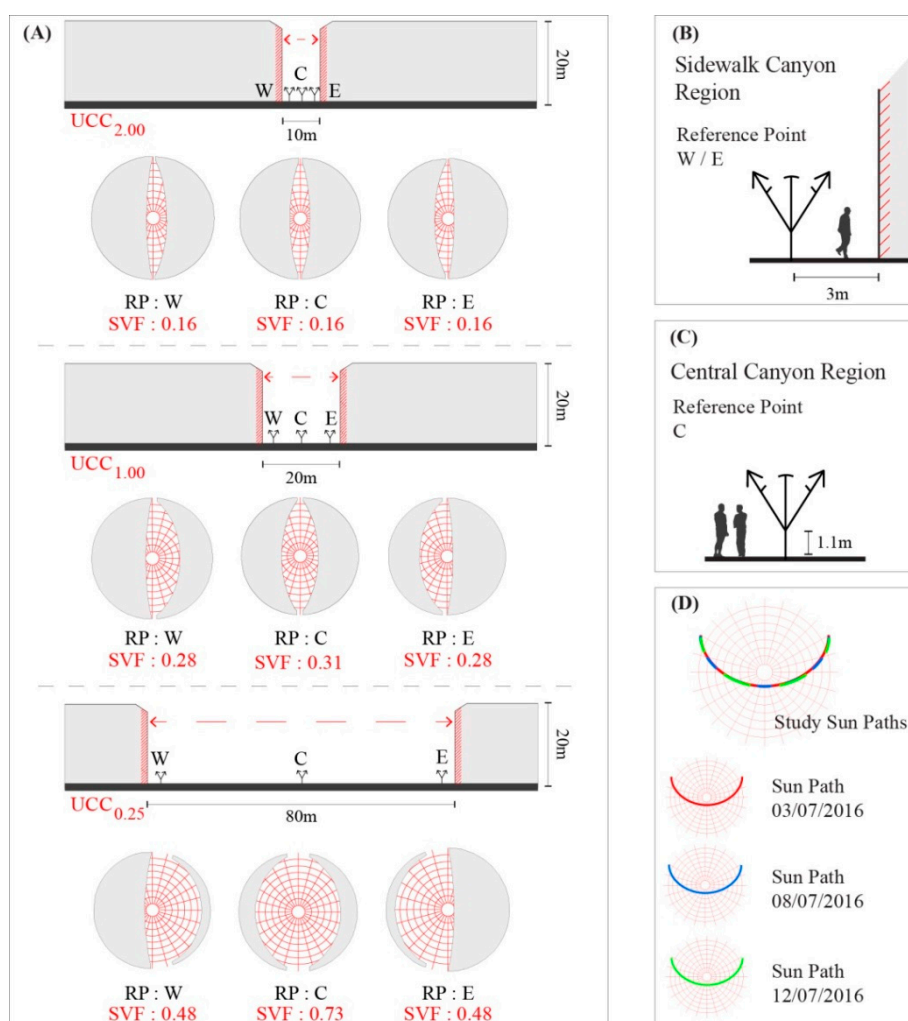 (A)
20m
C
W E
UCC2.00
10m
RP : W RP : C RP : E
SVF : 0.16 SVF : 0.16 SVF : 0.16
20m
W C E
UCC1.00
20m
RP : W RP : C RP : E
SVF : 0.28 SVF : 0.31 SVF : 0.28
20m
W C E
UCC0.25
80m
RP : W RP : C RP : E
SVF : 0.48 SVF : 0.73 SVF : 0.48
(B)
Sidewalk Canyon
Region
Reference Point
W / E
3m
(C)
Central Canyon Region
Reference Point
C
1.1m
(D)
Study Sun Paths
Sun Path
03/07/2016
Sun Path
08/07/2016
Sun Path
12/07/2016